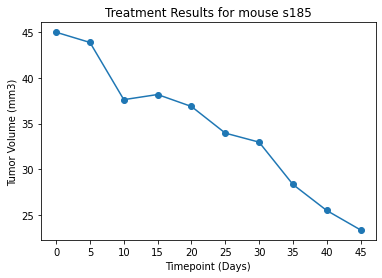 Treatment Results for mouse s185
Tumor Volume (mm3)
45
40
35
30
25
0 5 10 15 20 25 30 35 40 45
Timepoint (Days)